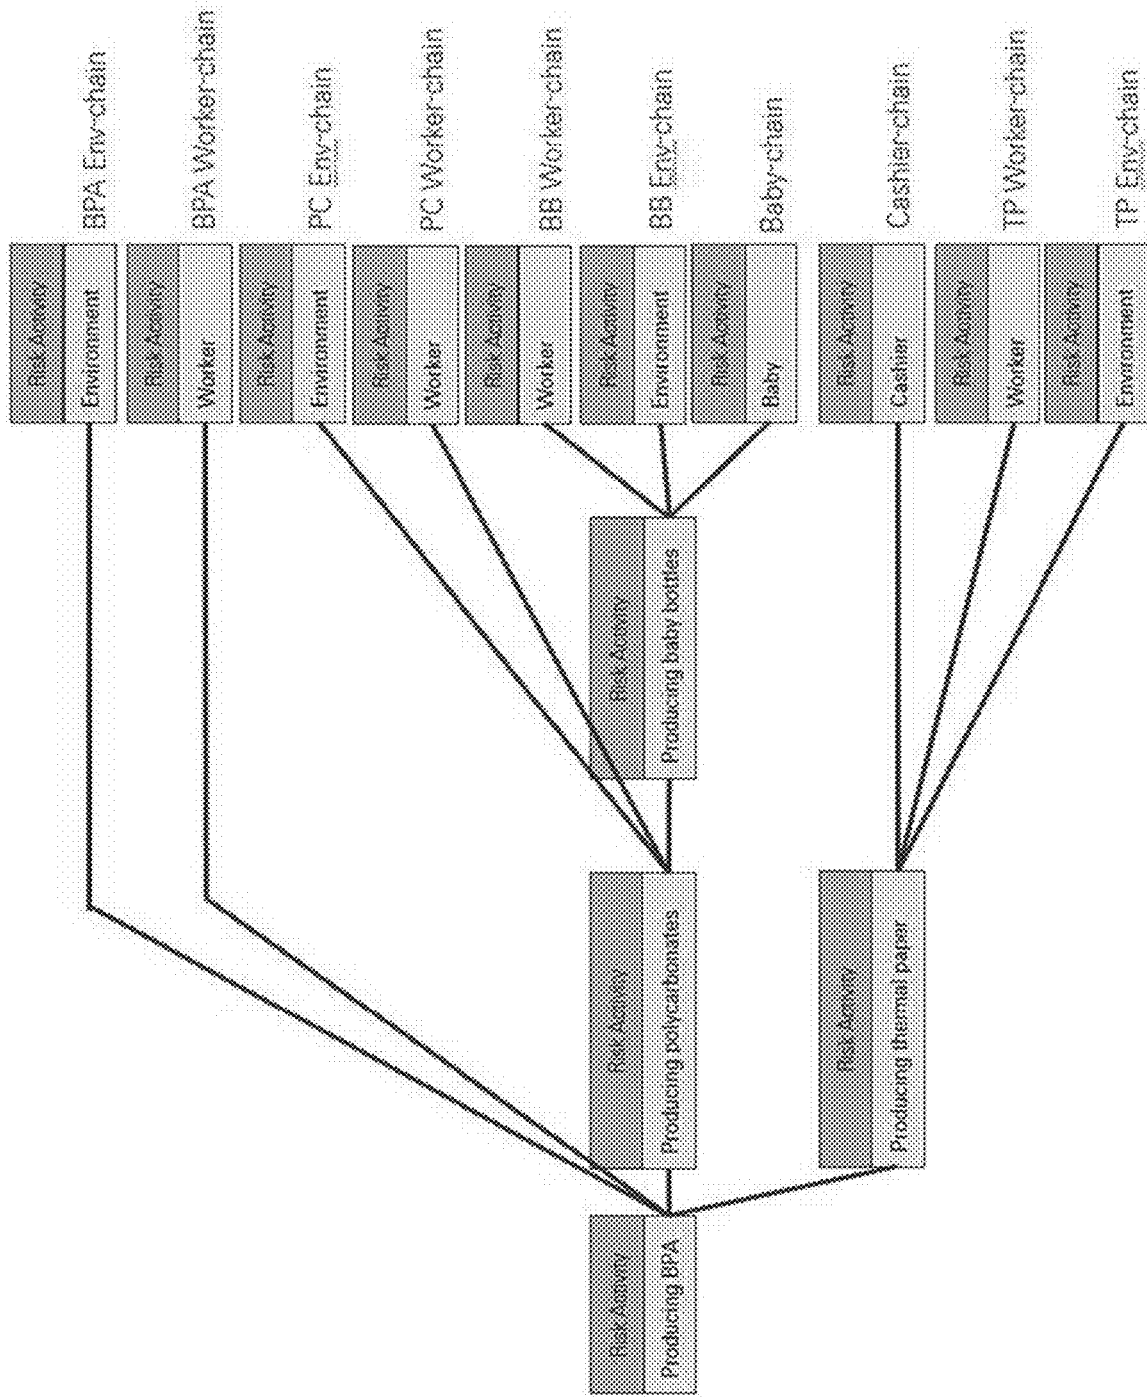 Risk Activity
Environment
BPA Env-chain
Risk Activity
Worker
BPA Worker-chain
Risk Activity
Environment
PC Env-chain
Risk Activity
Worker
PC Worker-chain
Risk Activity
Worker
BB Worker-chain
Risk Activity
Producing BPA
Risk Activity
Producing polycarbonates
Risk Activity
Producing baby bottles
Risk Activity
Environment
BB Env-chain
Risk Activity
Baby
Baby-chain
Risk Activity
Producing thermal paper
Risk Activity
Cashier
Cashier-chain
Risk Activity
Worker
TP Worker-chain
Risk Activity
Environment
TP Env-chain